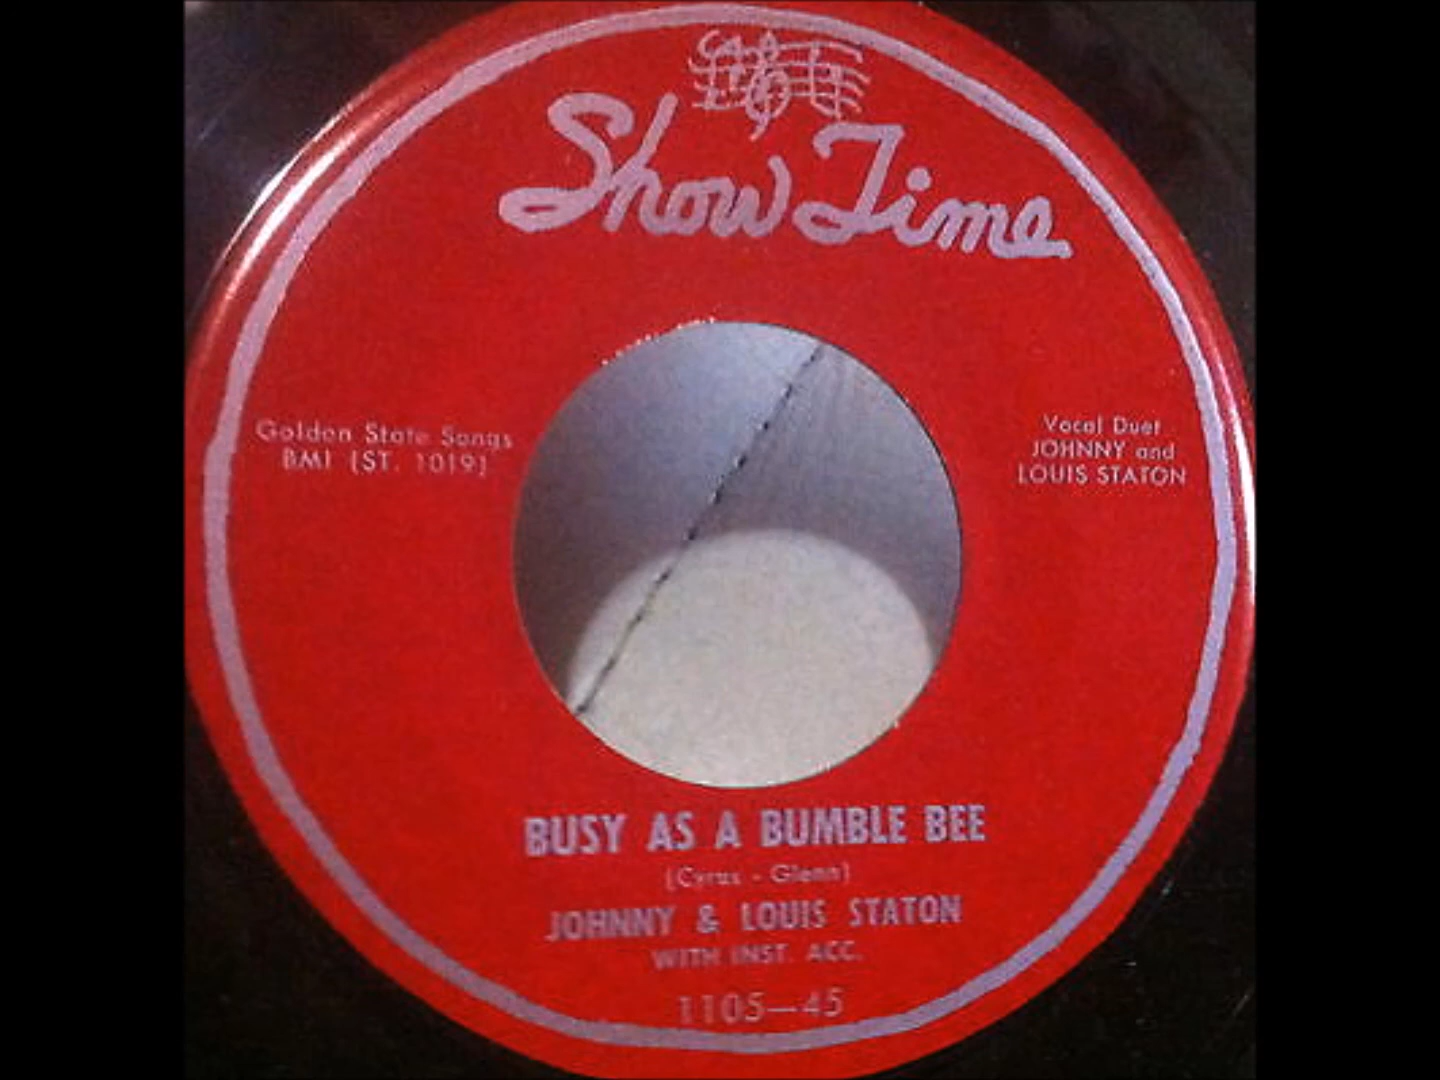 Show Time
Golden State Songs
BMI (ST. 1019)
Vocal Duet
JOHNNY and
LOUIS STATON
BUSY AS A BUMBLE BEE
(Cyrus - Glenn)
JOHNNY & LOUIS STATON
WITH INST. ACC.
1105-45